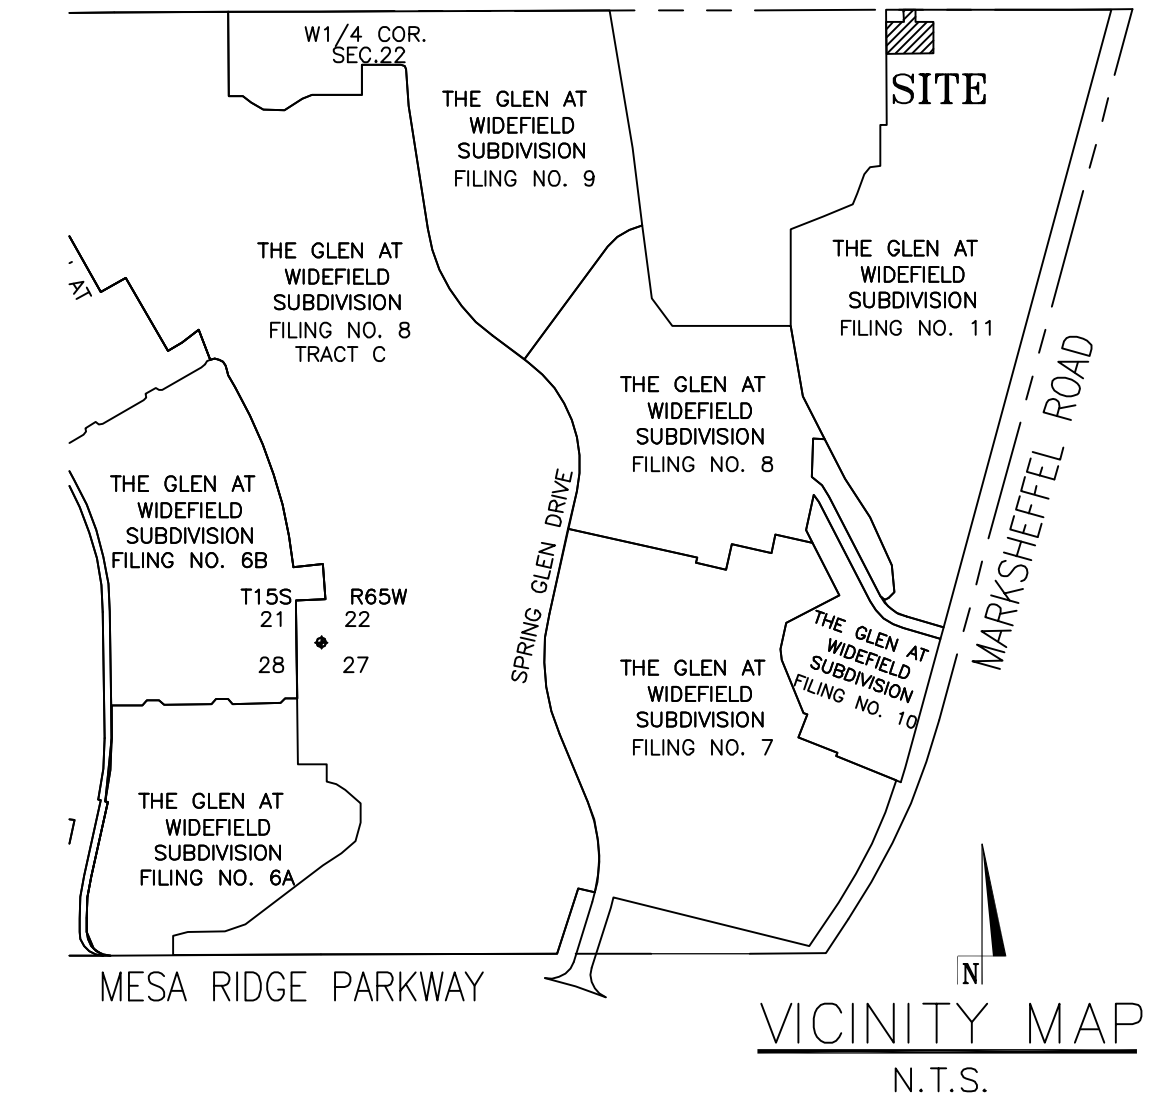 W1/4 COR.
SEC.22
SITE
THE GLEN AT
WIDEFIELD
SUBDIVISION
FILING NO. 9
THE GLEN AT
WIDEFIELD
SUBDIVISION
FILING NO. 8
TRACT C
THE GLEN AT
WIDEFIELD
SUBDIVISION
FILING NO. 11
AT
MARKSHEFFEL ROAD
THE GLEN AT
WIDEFIELD
SUBDIVISION
FILING NO. 8
THE GLEN AT
WIDEFIELD
SUBDIVISION
FILING NO. 6B
SPRING GLEN DRIVE
T15S R65W
21 22
28 27
THE GLEN AT
WIDEFIELD
SUBDIVISION
FILING NO. 10
THE GLEN AT
WIDEFIELD
SUBDIVISION
FILING NO. 7
THE GLEN AT
WIDEFIELD
SUBDIVISION
FILING NO. 6A
MESA RIDGE PARKWAY
N
VICINITY MAP
N.T.S.